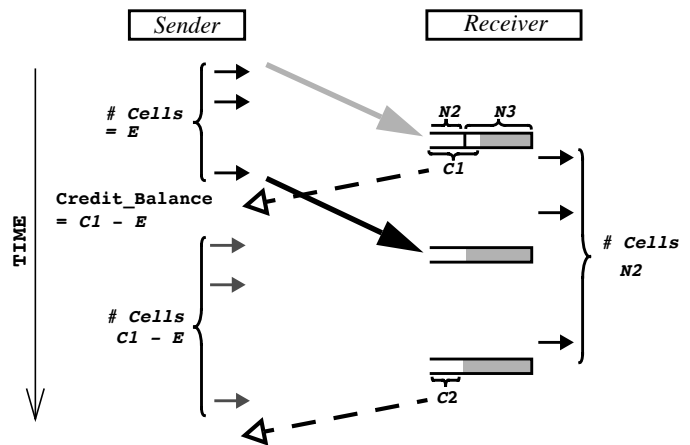 Sender
Receiver
# Cells
= E
N2
N3
C1
Credit_Balance
= C1 - E
TIME
# Cells
N2
# Cells
C1 - E
C2